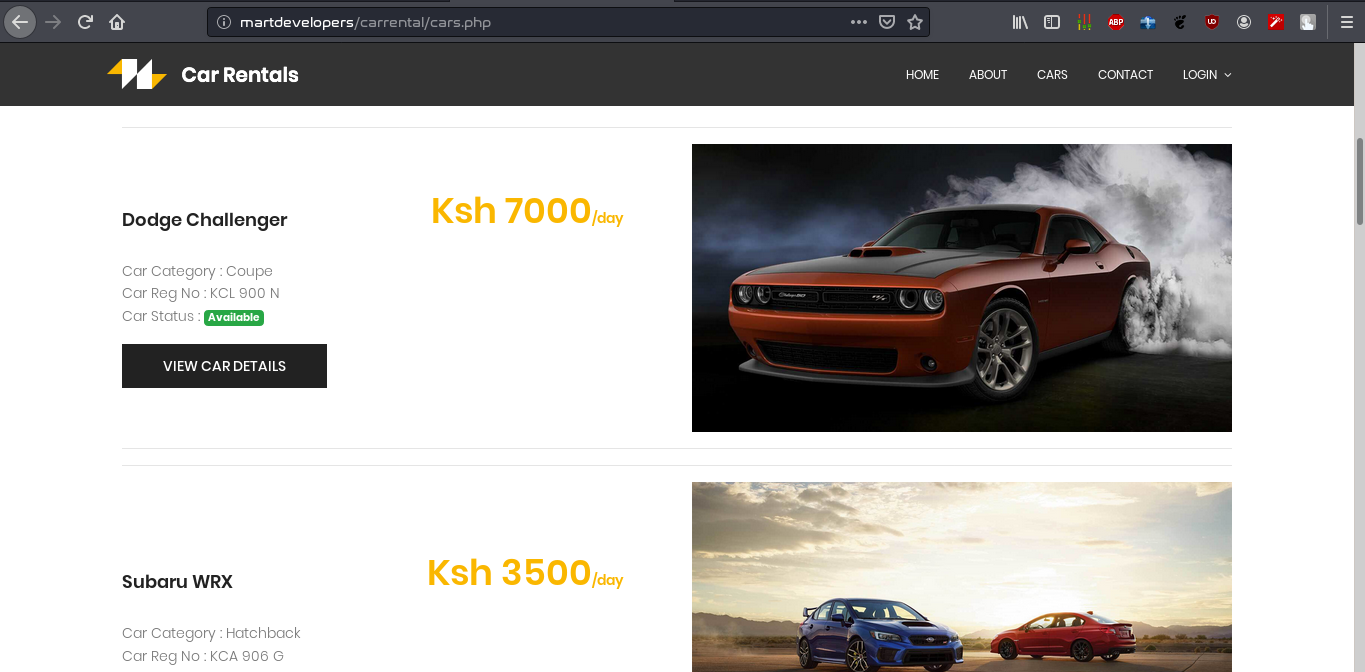 martdevelopers/carrental/cars.php
ABP
Car Rentals
HOME ABOUT CARS CONTACT LOGIN
Dodge Challenger
Ksh 7000/day
Car Category : Coupe
Car Reg No : KCL 900 N
Car Status : Available
VIEW CAR DETAILS
Subaru WRX
Ksh 3500/day
Car Category : Hatchback
Car Reg No : KCA 906 G